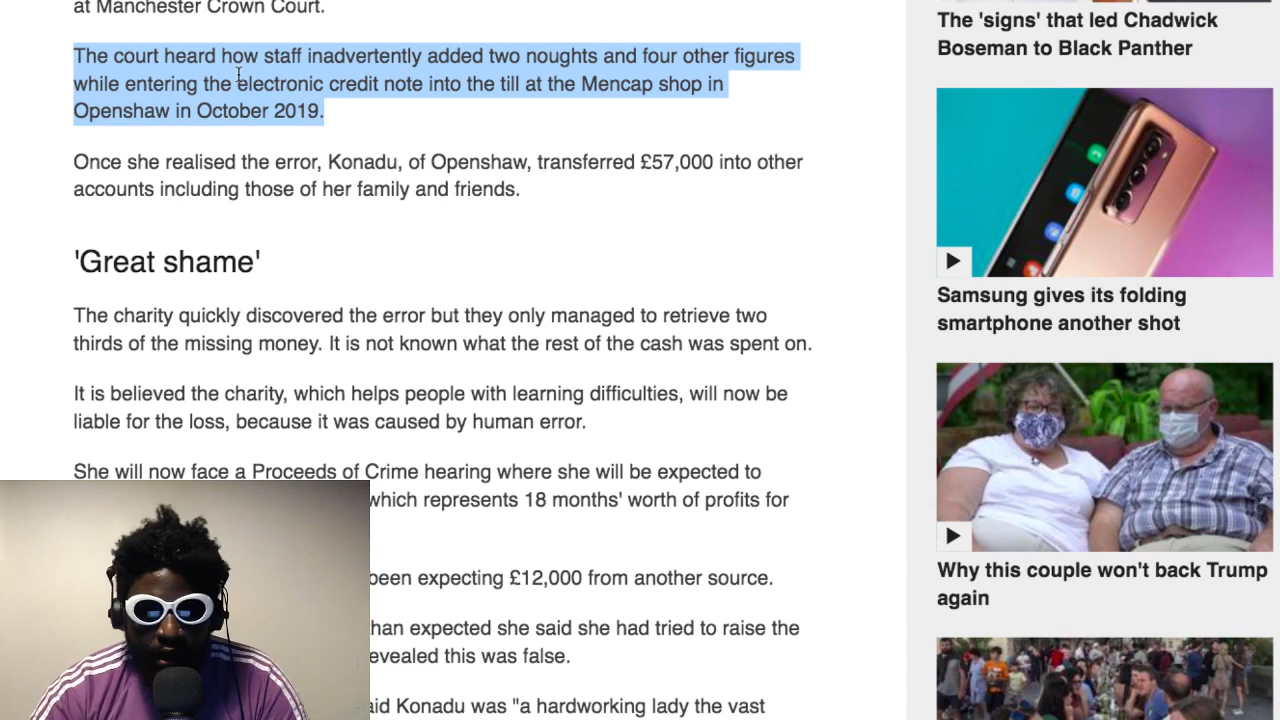 at Manchester Crown Court.
The court heard how staff inadvertently added two noughts and four other figures
while entering the electronic credit note into the till at the Mencap shop in
Openshaw in October 2019.
Once she realised the error, Konadu, of Openshaw, transferred £57,000 into other
accounts including those of her family and friends.
'Great shame'
The charity quickly discovered the error but they only managed to retrieve two
thirds of the missing money. It is not known what the rest of the cash was spent on.
It is believed the charity, which helps people with learning difficulties, will now be
liable for the loss, because it was caused by human error.
She will now face a Proceeds of Crime hearing where she will be expected to
which represents 18 months' worth of profits for
been expecting £12,000 from another source.
than expected she said she had tried to raise the
evealed this was false.
aid Konadu was "a hardworking lady the vast
The 'signs' that led Chadwick
Boseman to Black Panther
Samsung gives its folding
smartphone another shot
Why this couple won't back Trump
again